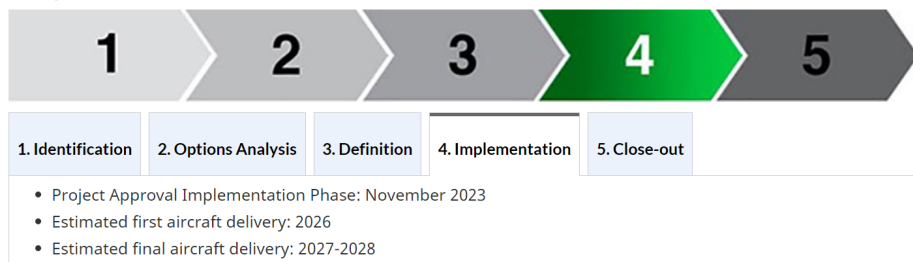 1 2 3 4 5
1. Identification 2. Options Analysis 3. Definition 4. Implementation 5. Close-out
• Project Approval Implementation Phase: November 2023
• Estimated first aircraft delivery: 2026
• Estimated final aircraft delivery: 2027-2028